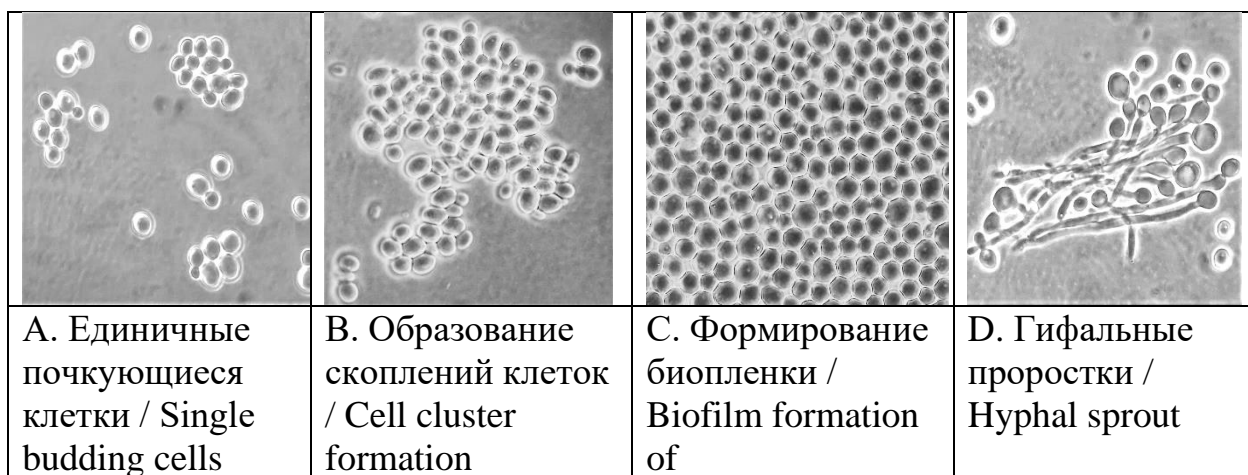 A. Единичные
почкующиеся
клетки / Single
budding cells
B. Образование
скоплений клеток
/ Cell cluster
formation
C. Формирование
биопленки /
Biofilm formation
of
D. Гифальные
проростки /
Hyphal sprout